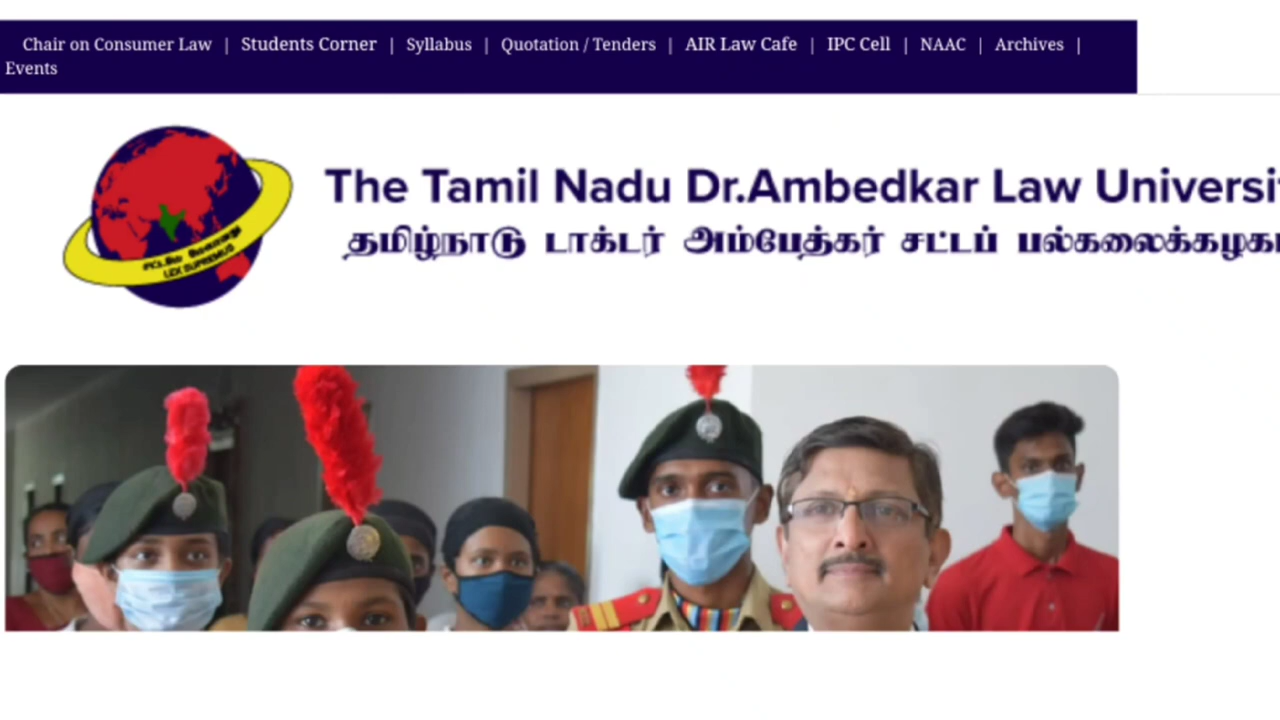 Chair on Consumer Law | Students Corner | Syllabus | Quotation / Tenders | AIR Law Cafe | IPC Cell | NAAC | Archives |
Events
The Tamil Nadu Dr.Ambedkar Law Universi
தமிழ்நாடு டாக்டர் அம்பேத்கர் சட்டப் பல்கலைக்கழக
LEX SUPREMUS